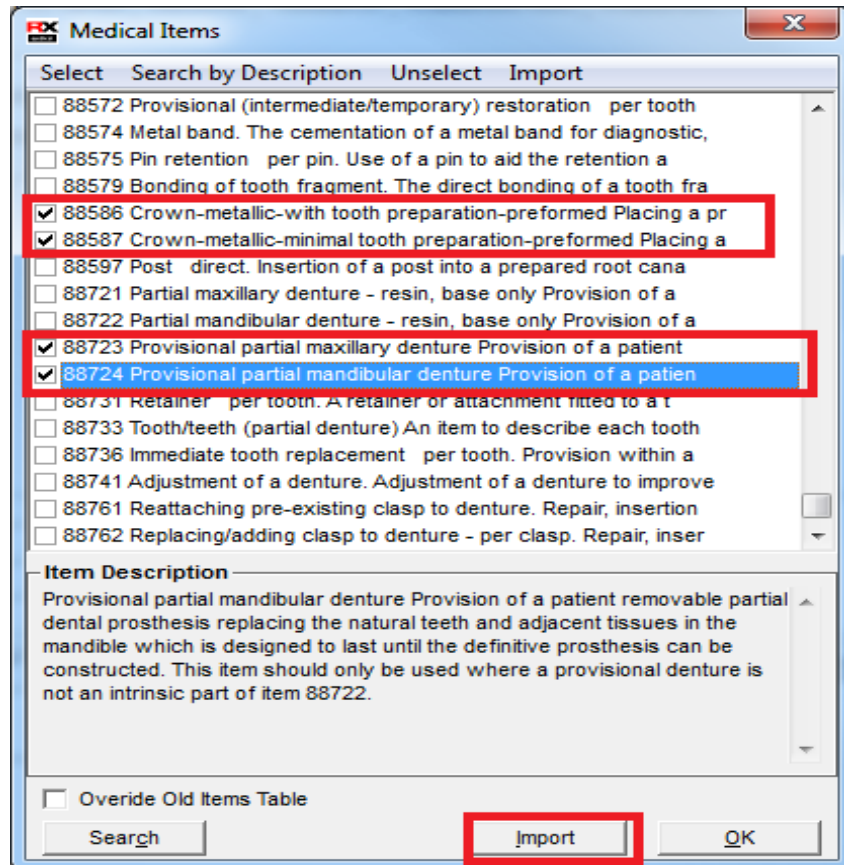 RX Medical Items
Select Search by Description Unselect Import
88572 Provisional (intermediate/temporary) restoration per tooth
88574 Metal band. The cementation of a metal band for diagnostic,
88575 Pin retention per pin. Use of a pin to aid the retention a
88579 Bonding of tooth fragment. The direct bonding of a tooth fra
88586 Crown-metallic-with tooth preparation-preformed Placing a pr
88587 Crown-metallic-minimal tooth preparation-preformed Placing a
88597 Post direct. Insertion of a post into a prepared root cana
88721 Partial maxillary denture - resin, base only Provision of a
88722 Partial mandibular denture - resin, base only Provision of a
88723 Provisional partial maxillary denture Provision of a patient
88724 Provisional partial mandibular denture Provision of a patien
88731 Retainer per tooth. A retainer or attachment fitted to a t
88733 Tooth/teeth (partial denture) An item to describe each tooth
88736 Immediate tooth replacement per tooth. Provision within a
88741 Adjustment of a denture. Adjustment of a denture to improve
88761 Reattaching pre-existing clasp to denture. Repair, insertion
88762 Replacing/adding clasp to denture - per clasp. Repair, inser
Item Description
Provisional partial mandibular denture Provision of a patient removable partial
dental prosthesis replacing the natural teeth and adjacent tissues in the
mandible which is designed to last until the definitive prosthesis can be
constructed. This item should only be used where a provisional denture is
not an intrinsic part of item 88722.
Overide Old Items Table
Search Import OK